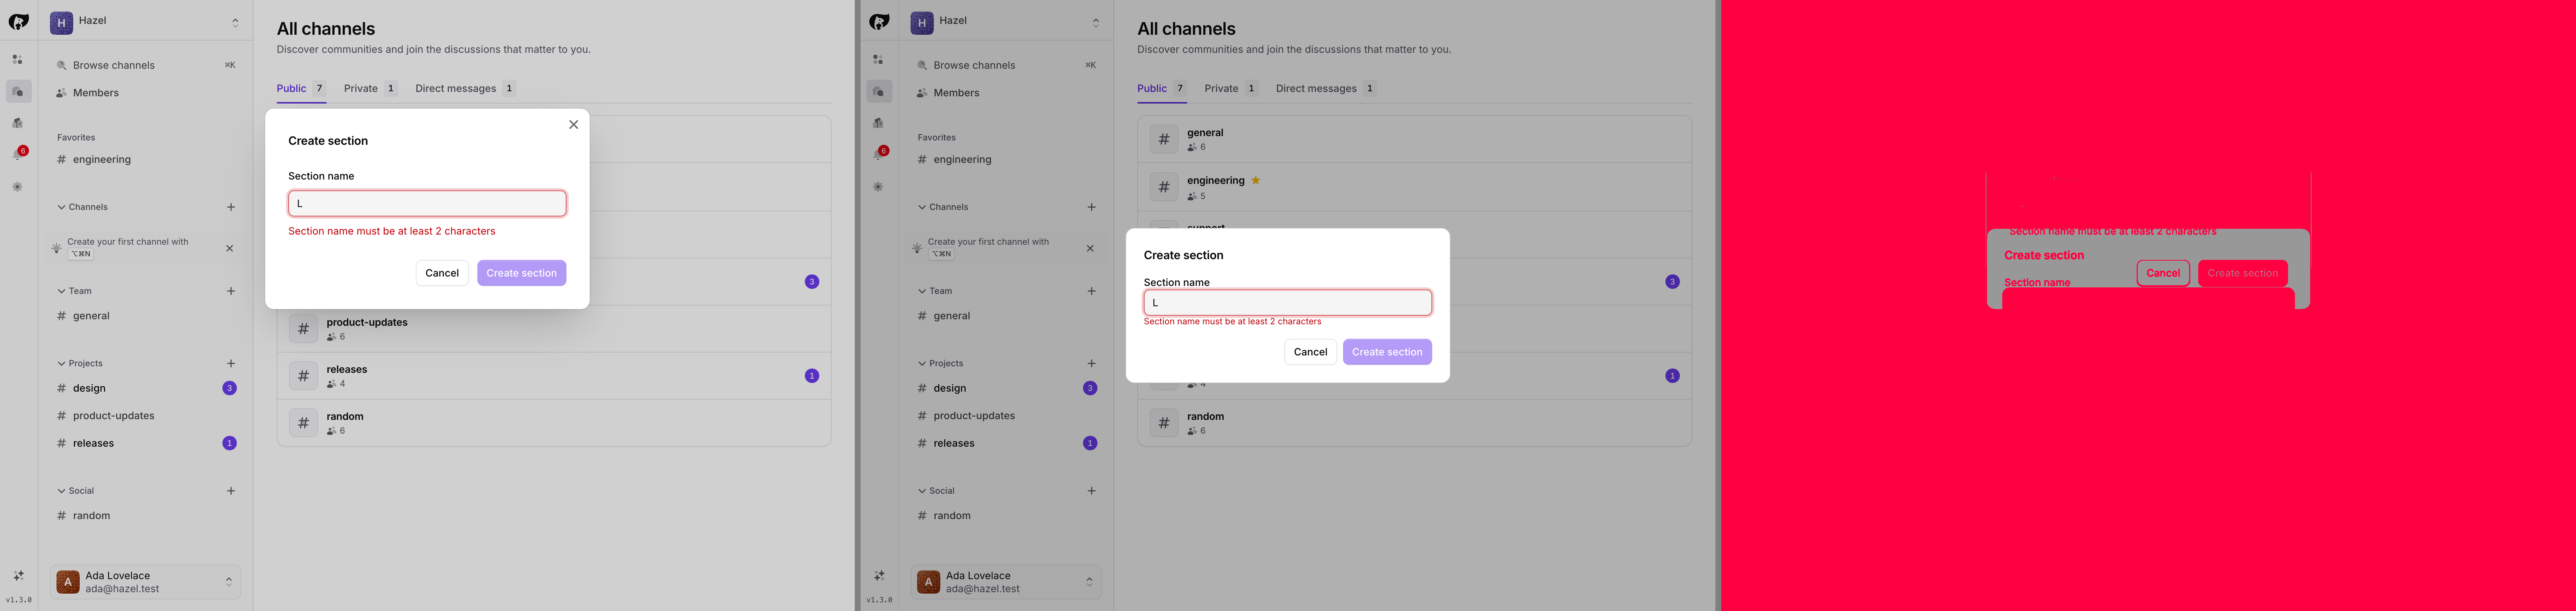 H Hazel
Browse channels ⌘K
Members
Favorites
# engineering
6
Channels
Create your first channel with
⌥⌘N
Team
# general
Projects
# design 3
# product-updates
# releases 1
Social
# random
A Ada Lovelace
ada@hazel.test
v1.3.0
All channels
Discover communities and join the discussions that matter to you.
Public 7 Private 1 Direct messages 1
Create section
Section name
L
Section name must be at least 2 characters
Cancel Create section
3
# product-updates
6
# releases
4
1
# random
6
H Hazel
Browse channels ⌘K
Members
Favorites
# engineering
6
Channels
Create your first channel with
⌥⌘N
Team
# general
Projects
# design 3
# product-updates
# releases 1
Social
# random
A Ada Lovelace
ada@hazel.test
v1.3.0
All channels
Discover communities and join the discussions that matter to you.
Public 7 Private 1 Direct messages 1
# general
6
# engineering
5
support
Create section
Section name
L
Section name must be at least 2 characters
Cancel Create section
3
4
1
# random
6
Section name must be at least 2 characters
Create section
Cancel Create section
Section name